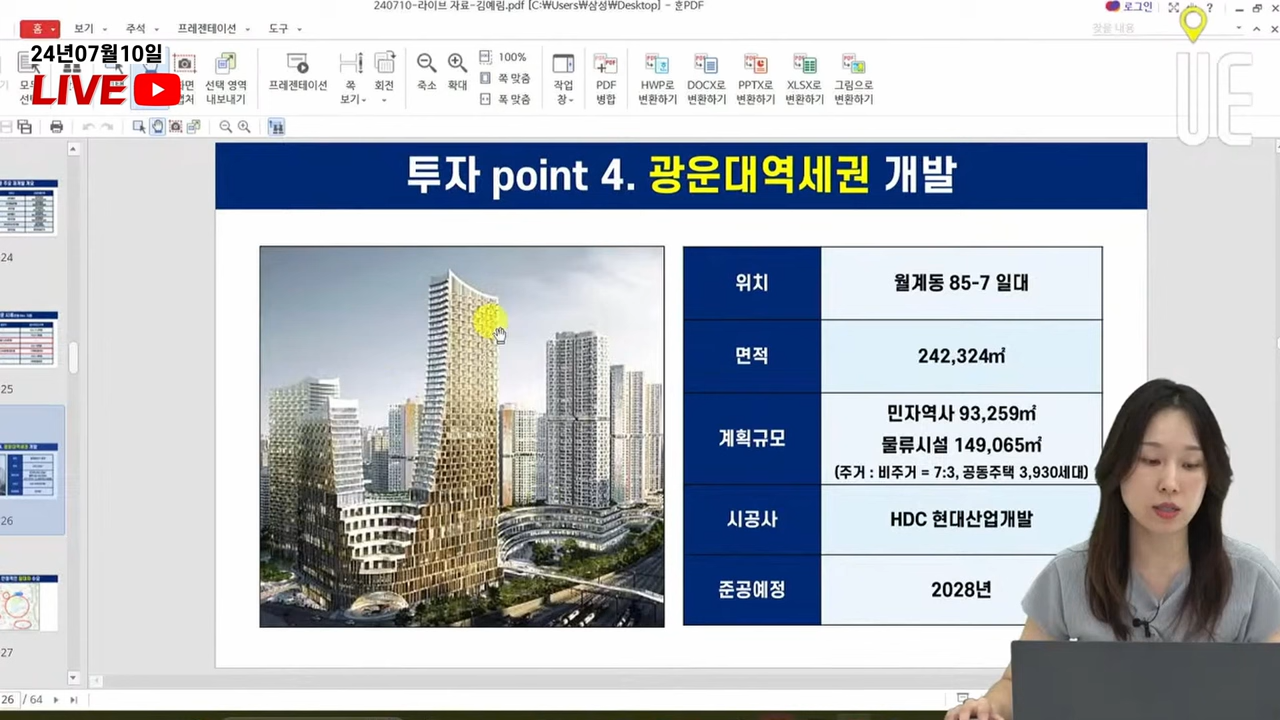 240710-라이브 자료-김예림.pdf [C:₩Users₩삼성₩Desktop] - 훈PDF
로그인
홈 보기 주석 프레젠테이션 도구
찾을 내용
24년07월10일
LIVE
선택 영역
내보내기
프레젠테이션
쪽
보기
회전
축소
확대
100%
쪽 맞춤
폭 맞춤
작업
창
PDF
병합
HWP로
변환하기
DOCX로
변환하기
PPTX로
변환하기
XLSX로
변환하기
그림으로
변환하기
투자 point 4. 광운대역세권 개발
위치 월계동 85-7 일대
면적 242,324㎡
계획규모 민자역사 93,259㎡
물류시설 149,065㎡
(주거 : 비주거 = 7:3, 공동주택 3,930세대)
시공사 HDC 현대산업개발
준공예정 2028년
24
25
26
27
26 / 64